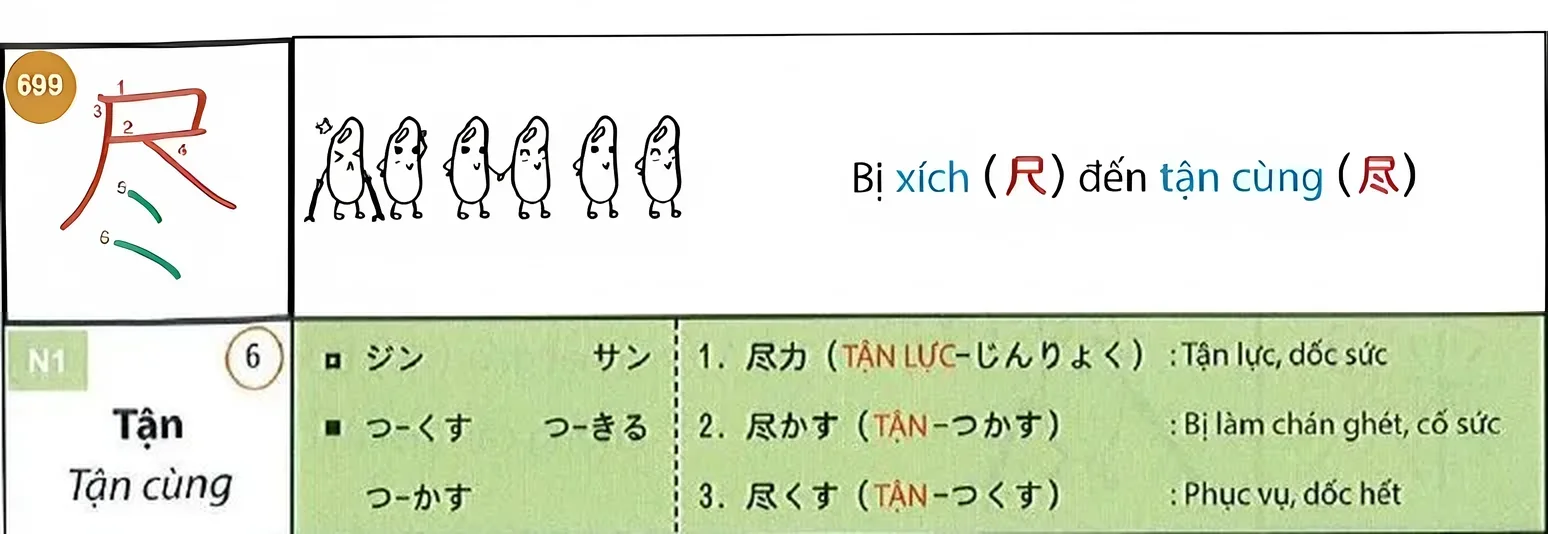 699
尽
1
2
3
4
5
6
Bị xích (尺) đến tận cùng (尽)
N1
6
Tận
Tận cùng
ジン サン
つ-くす つ-きる
つ-かす
1. 尽力 (TẬN LỰC-じんりょく) : Tận lực, dốc sức
2. 尽かす (TẬN-つかす) : Bị làm chán ghét, cố sức
3. 尽くす (TẬN-つくす) : Phục vụ, dốc hết